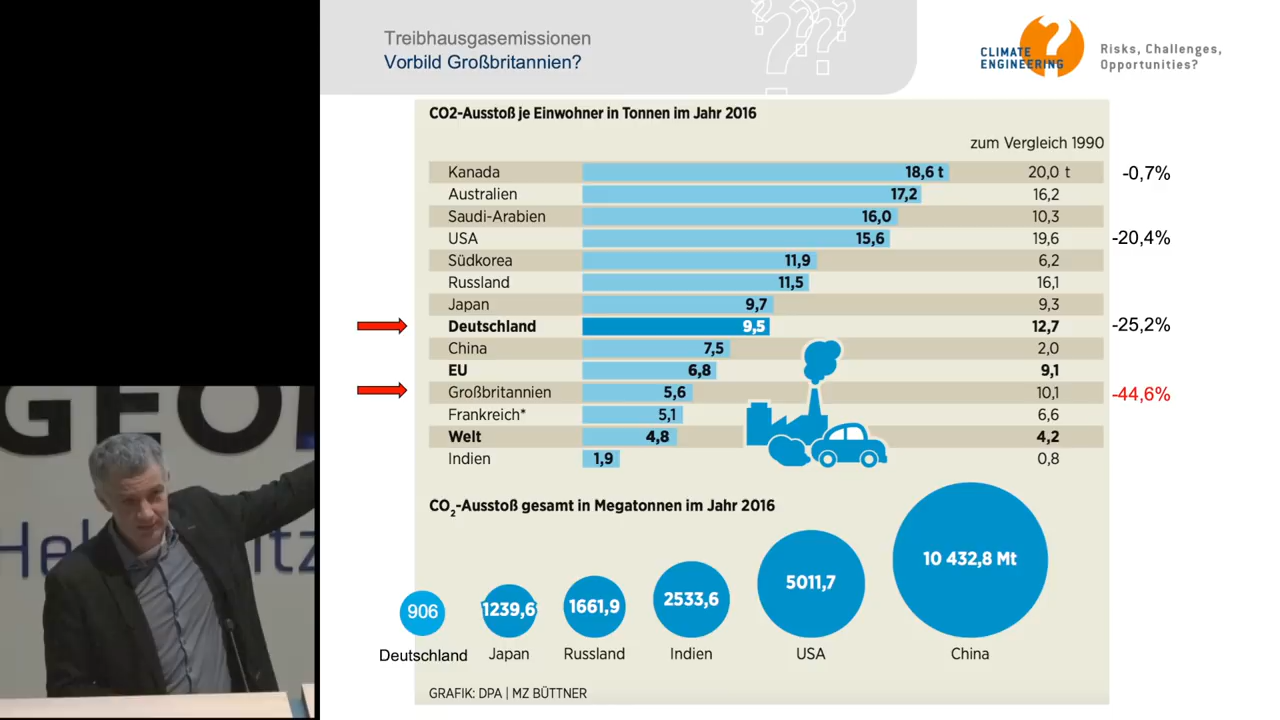 Treibhausgasemissionen
Vorbild Großbritannien?
CLIMATE
ENGINEERING
?
Risks, Challenges,
Opportunities?
CO2-Ausstoß je Einwohner in Tonnen im Jahr 2016
zum Vergleich 1990
Kanada 18,6 t 20,0 t -0,7%
Australien 17,2 16,2
Saudi-Arabien 16,0 10,3
USA 15,6 19,6 -20,4%
Südkorea 11,9 6,2
Russland 11,5 16,1
Japan 9,7 9,3
Deutschland 9,5 12,7 -25,2%
China 7,5 2,0
EU 6,8 9,1
Großbritannien 5,6 10,1 -44,6%
Frankreich* 5,1 6,6
Welt 4,8 4,2
Indien 1,9 0,8
CO2-Ausstoß gesamt in Megatonnen im Jahr 2016
906 1239,6 1661,9 2533,6 5011,7 10 432,8 Mt
Deutschland Japan Russland Indien USA China
GRAFIK: DPA | MZ BÜTTNER
GEO
Hel
tz